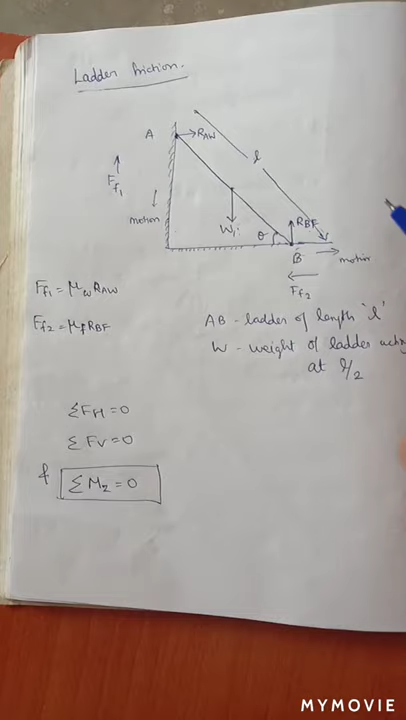 Ladder friction.
A
RAW
l
Ff1
motion
W1
θ
RBF
B
motion
Ff2
Ff1 = μw RAW
Ff2 = μf RBF
AB - ladder of length 'l'
W - weight of ladder acting
at l/2
ΣFH = 0
ΣFV = 0
& ΣMZ = 0
MYMOVIE